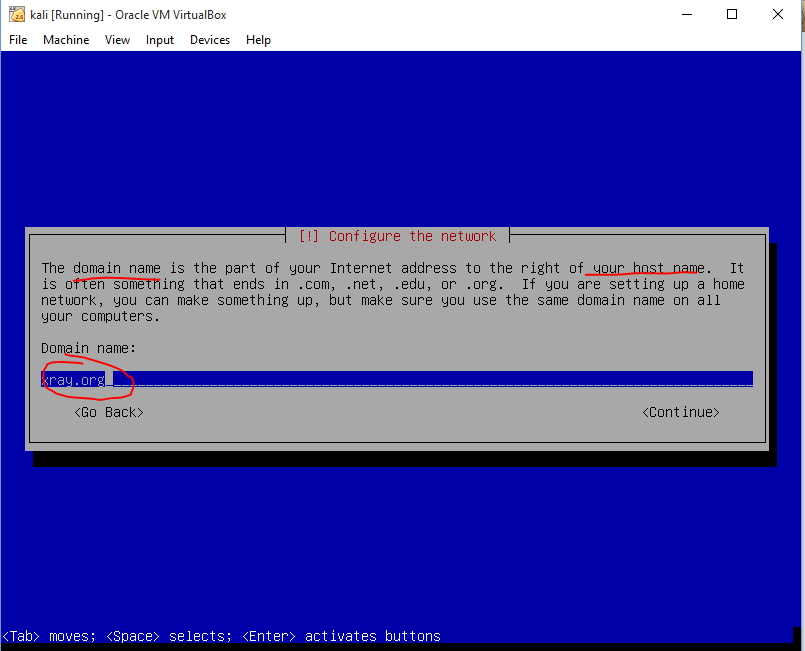 kali [Running] - Oracle VM VirtualBox
File Machine View Input Devices Help
[!] Configure the network
The domain name is the part of your Internet address to the right of your host name. It
is often something that ends in .com, .net, .edu, or .org. If you are setting up a home
network, you can make something up, but make sure you use the same domain name on all
your computers.
Domain name:
xray.org
<Go Back> <Continue>
<Tab> moves; <Space> selects; <Enter> activates buttons